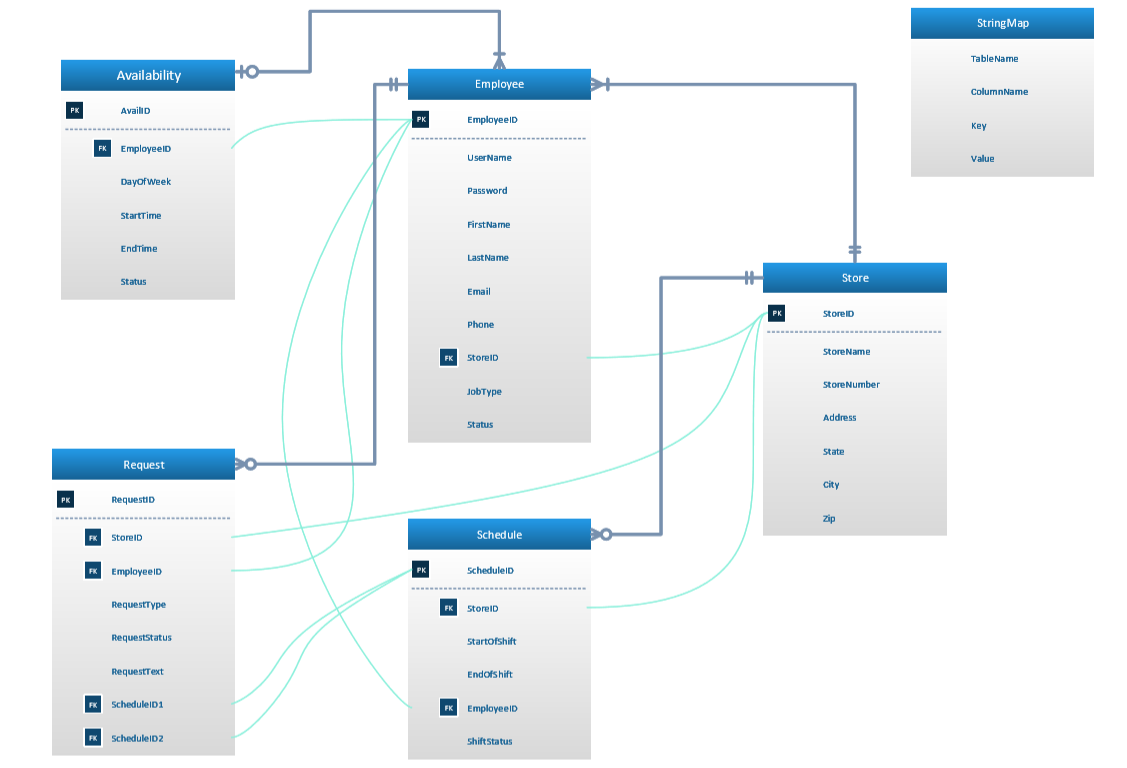 StringMap
TableName
ColumnName
Key
Value
Availability
PK AvailID
FK EmployeeID
DayOfWeek
StartTime
EndTime
Status
Employee
PK EmployeeID
UserName
Password
FirstName
LastName
Email
Phone
FK StoreID
JobType
Status
Store
PK StoreID
StoreName
StoreNumber
Address
State
City
Zip
Request
PK RequestID
FK StoreID
FK EmployeeID
RequestType
RequestStatus
RequestText
FK ScheduleID1
FK ScheduleID2
Schedule
PK ScheduleID
FK StoreID
StartOfShift
EndOfShift
FK EmployeeID
ShiftStatus